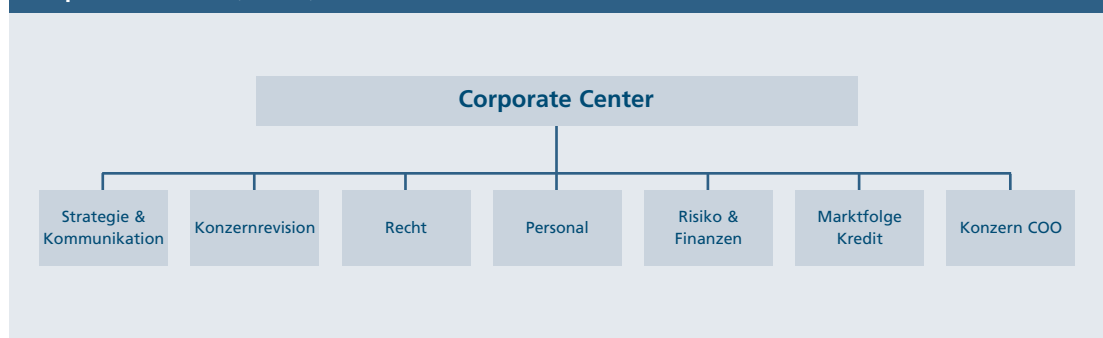 Corporate Center
Strategie &
Kommunikation
Konzernrevision
Recht
Personal
Risiko &
Finanzen
Marktfolge
Kredit
Konzern COO